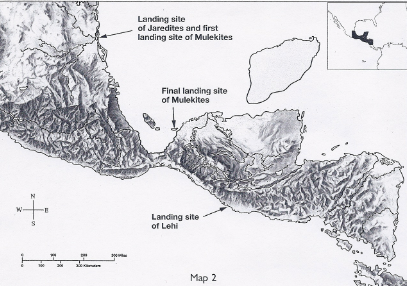 Landing site
of Jaredites and first
landing site of Mulekites
Final landing site
of Mulekites
N
W
E
S
Landing site
of Lehi
Map 2